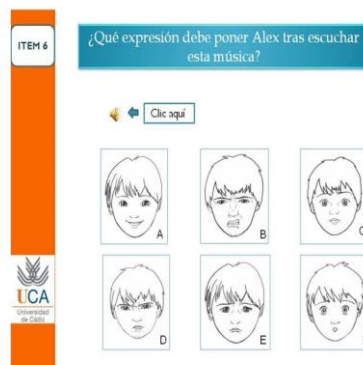 ITEM 6
¿Qué expresión debe poner Alex tras escuchar
esta música?
Clic aquí
A
B
C
D
E
UCA
Universidad
de Cádiz